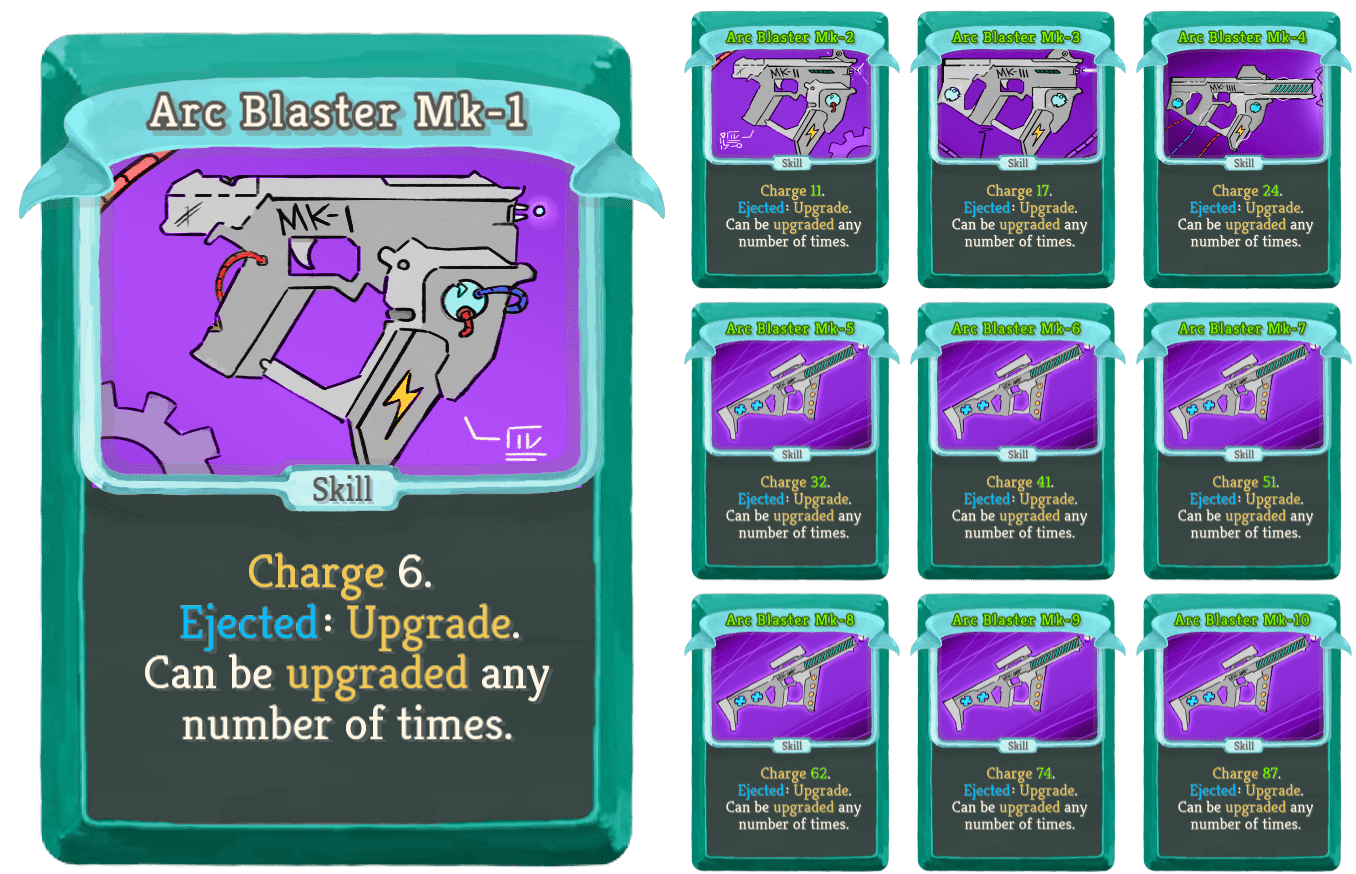 Arc Blaster Mk-1
MK-I
Skill
Charge 6.
Ejected: Upgrade.
Can be upgraded any
number of times.
Arc Blaster Mk-2
MK-II
Skill
Charge 11.
Ejected: Upgrade.
Can be upgraded any
number of times.
Arc Blaster Mk-3
MK-III
Skill
Charge 17.
Ejected: Upgrade.
Can be upgraded any
number of times.
Arc Blaster Mk-4
MK-IIII
Skill
Charge 24.
Ejected: Upgrade.
Can be upgraded any
number of times.
Arc Blaster Mk-5
Skill
Charge 32.
Ejected: Upgrade.
Can be upgraded any
number of times.
Arc Blaster Mk-6
Skill
Charge 41.
Ejected: Upgrade.
Can be upgraded any
number of times.
Arc Blaster Mk-7
Skill
Charge 51.
Ejected: Upgrade.
Can be upgraded any
number of times.
Arc Blaster Mk-8
Skill
Charge 62.
Ejected: Upgrade.
Can be upgraded any
number of times.
Arc Blaster Mk-9
Skill
Charge 74.
Ejected: Upgrade.
Can be upgraded any
number of times.
Arc Blaster Mk-10
Skill
Charge 87.
Ejected: Upgrade.
Can be upgraded any
number of times.